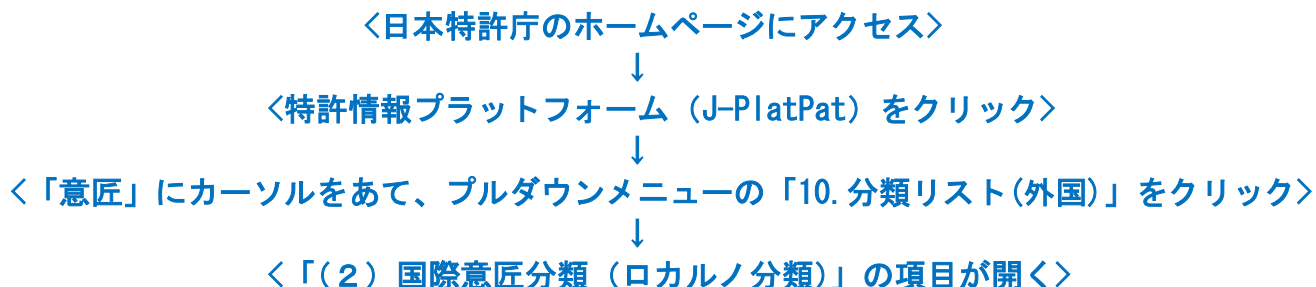 <日本特許庁のホームページにアクセス>
↓
<特許情報プラットフォーム（J-PlatPat）をクリック>
↓
<「意匠」にカーソルをあて、プルダウンメニューの「10.分類リスト(外国)」をクリック>
↓
<「(２) 国際意匠分類（ロカルノ分類)」の項目が開く>